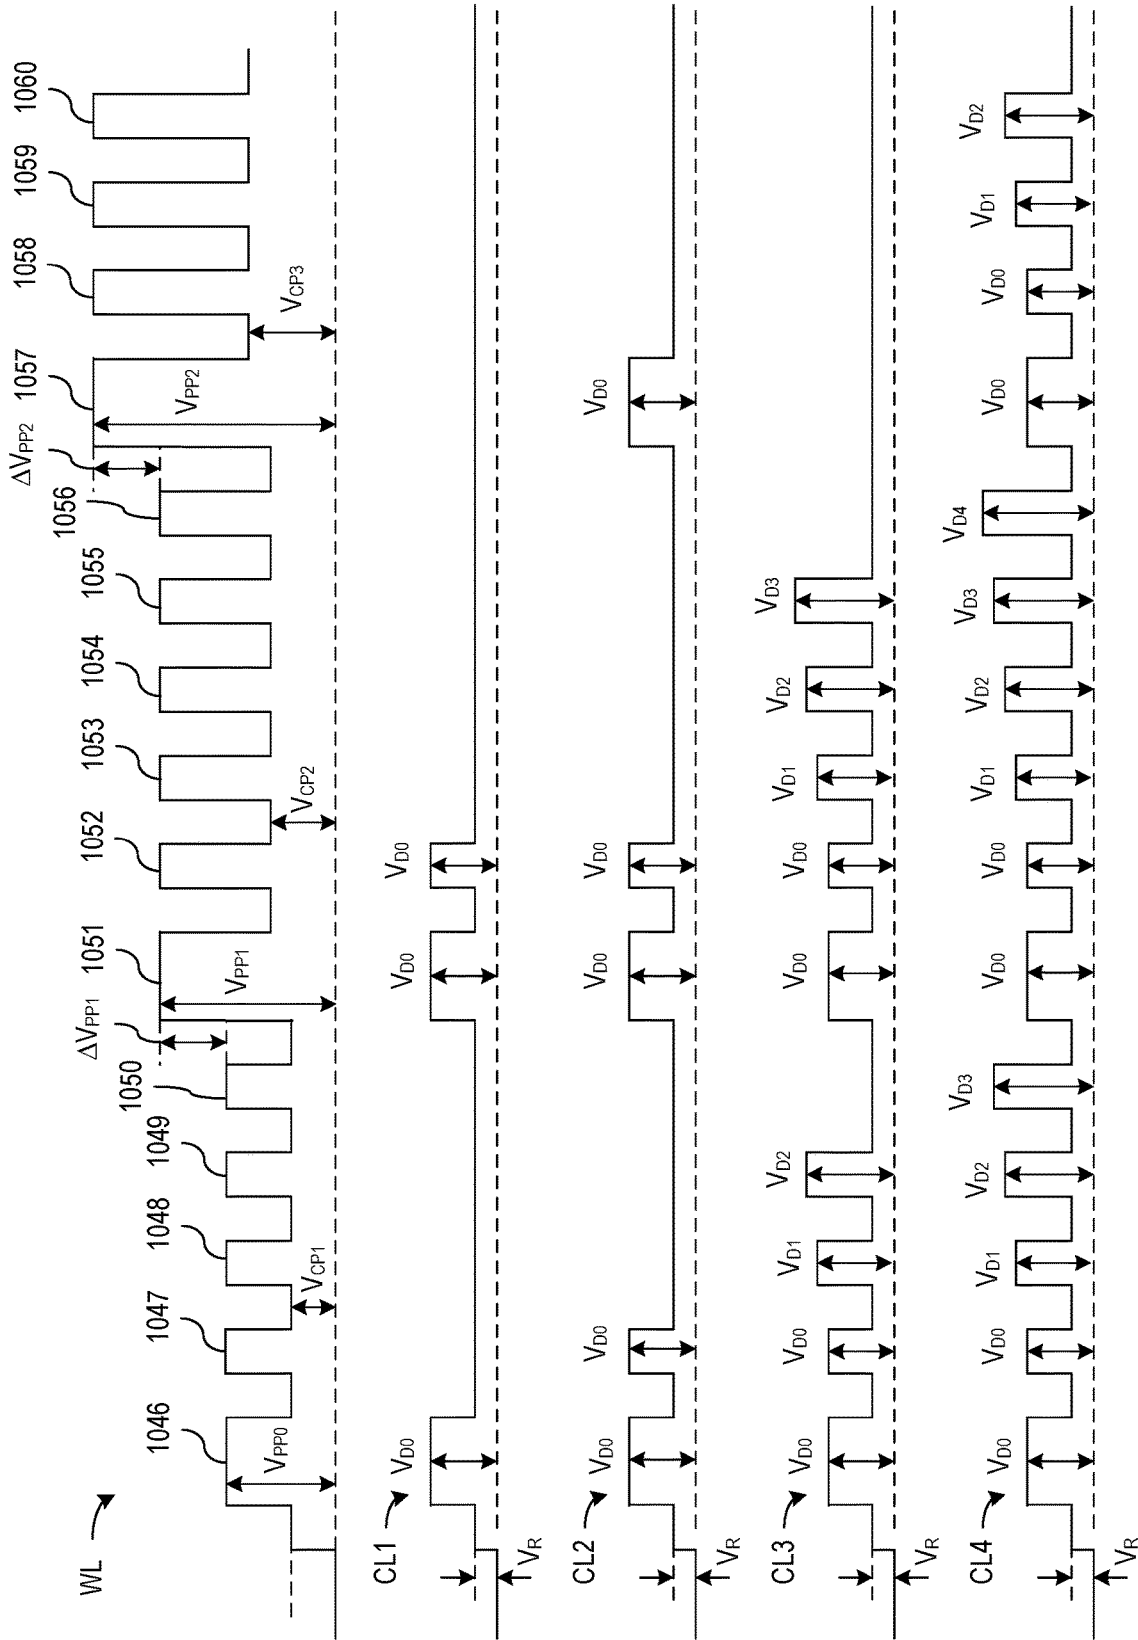 WL
1046
1047
1048
1049
1050
1051
1052
1053
1054
1055
1056
1057
1058
1059
1060
ΔVPP1
ΔVPP2
VPP0
VCP1
VPP1
VCP2
VPP2
VCP3
CL1
VR
VD0
VD0
VD0
CL2
VR
VD0
VD0
VD0
VD0
VD0
CL3
VR
VD0
VD0
VD1
VD2
VD0
VD0
VD1
VD2
VD3
CL4
VR
VD0
VD0
VD1
VD2
VD3
VD0
VD0
VD1
VD2
VD3
VD4
VD0
VD0
VD1
VD2